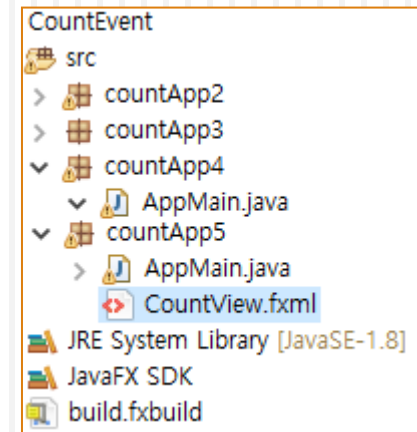 CountEvent
src
countApp2
countApp3
countApp4
AppMain.java
countApp5
AppMain.java
CountView.fxml
JRE System Library [JavaSE-1.8]
JavaFX SDK
build.fxbuild